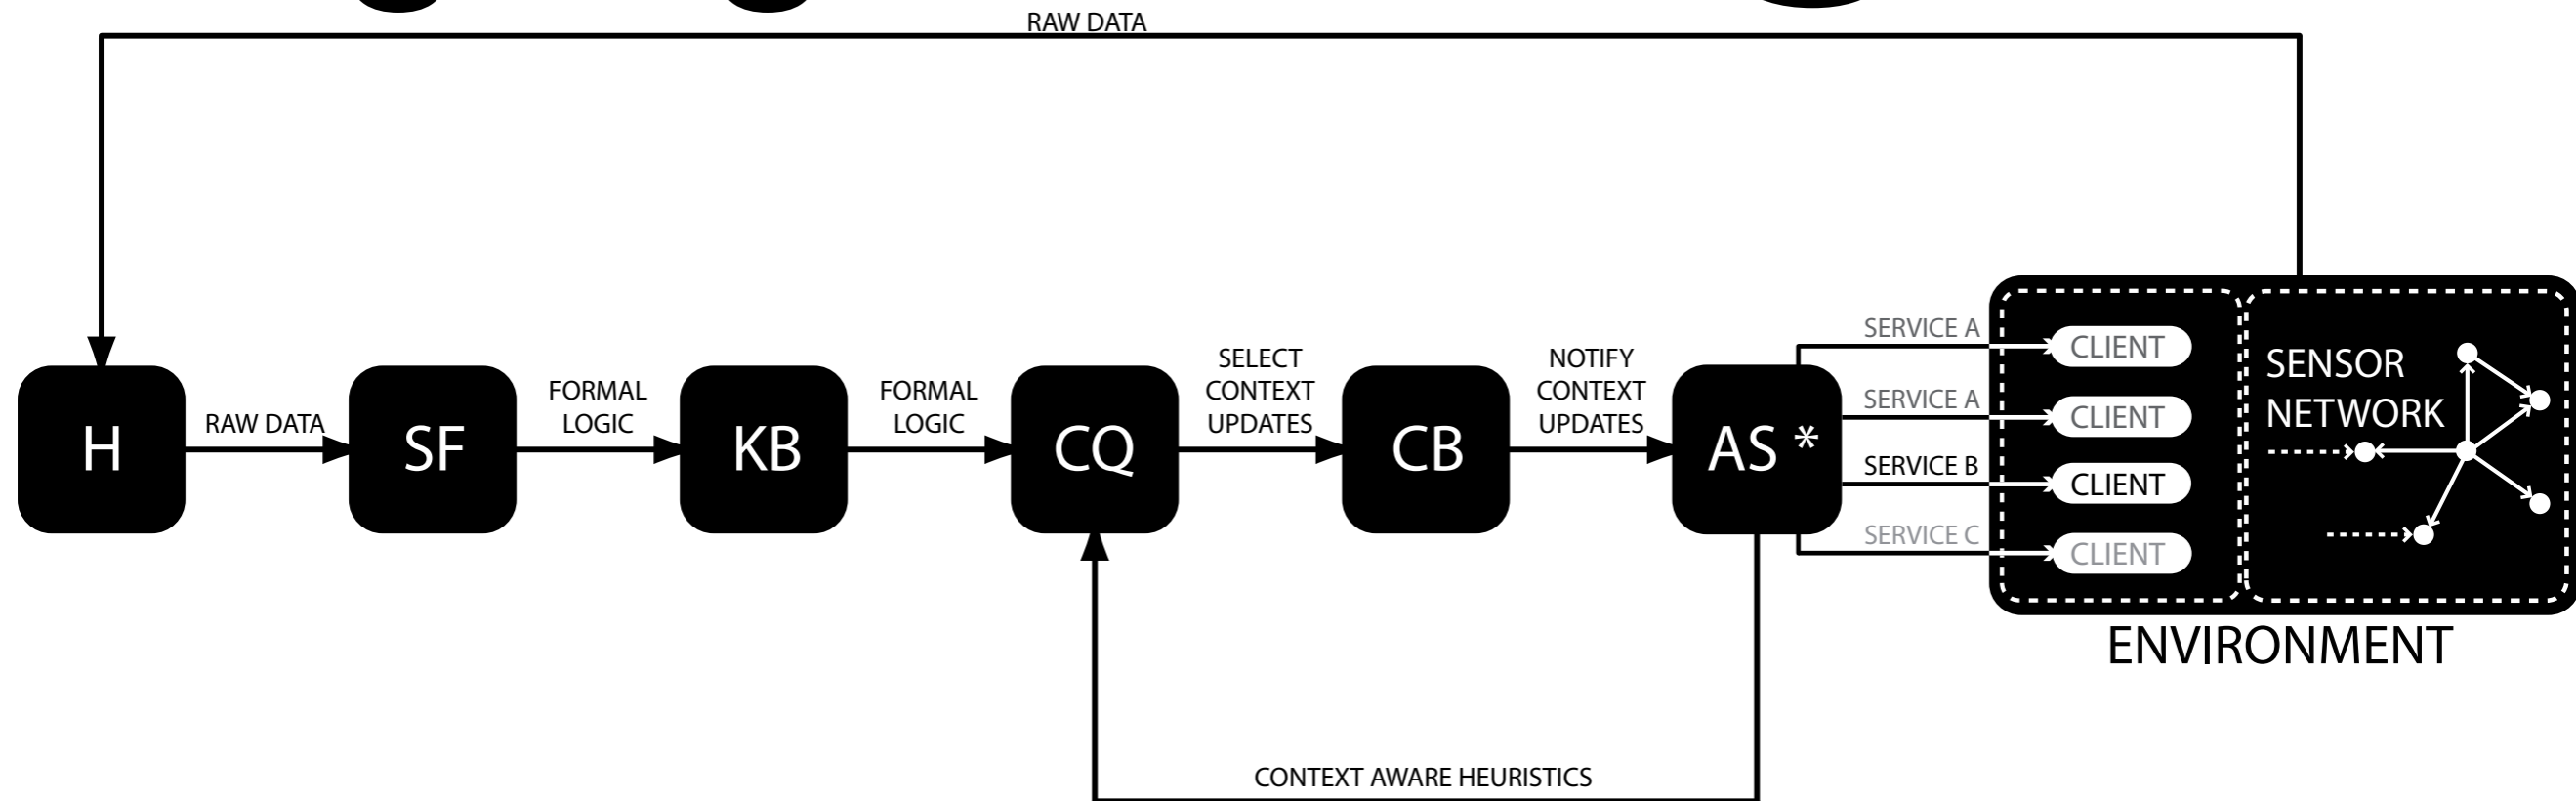 RAW DATA
H
RAW DATA
SF
FORMAL
LOGIC
KB
FORMAL
LOGIC
CQ
SELECT
CONTEXT
UPDATES
CB
NOTIFY
CONTEXT
UPDATES
AS *
SERVICE A
CLIENT
SERVICE A
CLIENT
SERVICE B
CLIENT
SERVICE C
CLIENT
SENSOR
NETWORK
ENVIRONMENT
CONTEXT AWARE HEURISTICS